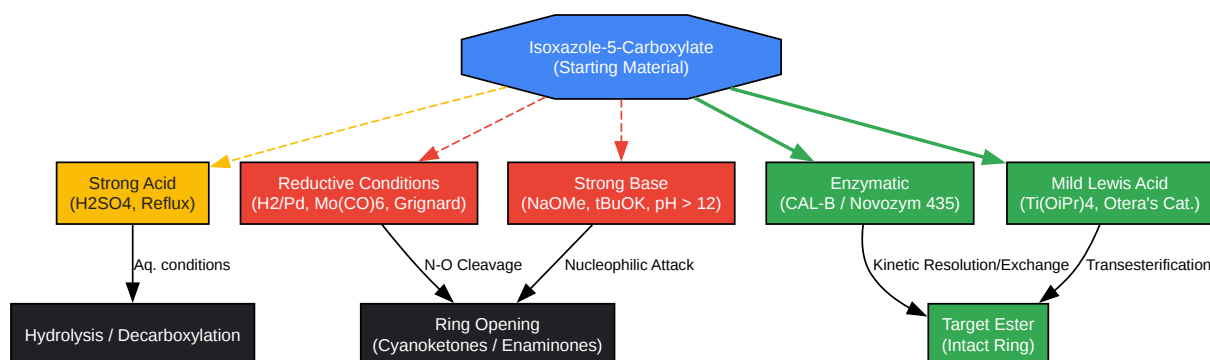 Isoxazole-5-Carboxylate
(Starting Material)
Strong Acid
(H2SO4, Reflux)
Reductive Conditions
(H2/Pd, Mo(CO)6, Grignard)
Strong Base
(NaOMe, tBuOK, pH > 12)
Enzymatic
(CAL-B / Novozym 435)
Mild Lewis Acid
(Ti(OiPr)4, Otera's Cat.)
Aq. conditions
N-O Cleavage
Nucleophilic Attack
Kinetic Resolution/Exchange
Transesterification
Hydrolysis / Decarboxylation
Ring Opening
(Cyanoketones / Enaminones)
Target Ester
(Intact Ring)